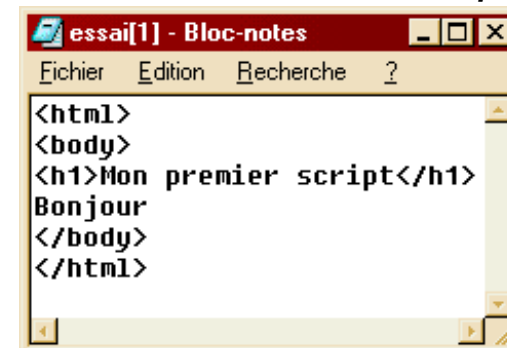 essai[1] - Bloc-notes
Fichier Edition Recherche ?
<html>
<body>
<h1>Mon premier script</h1>
Bonjour
</body>
</html>